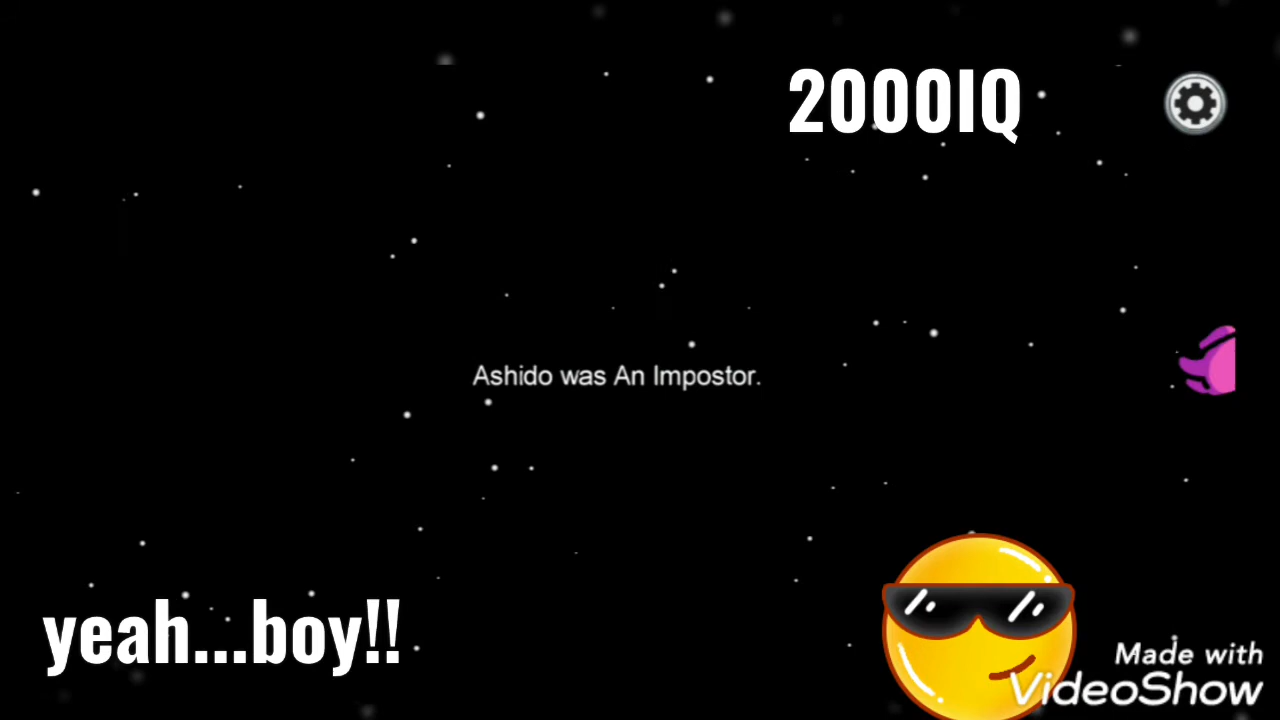 2000IQ
Ashido was An Impostor.
yeah...boy!!
Made with
VideoShow